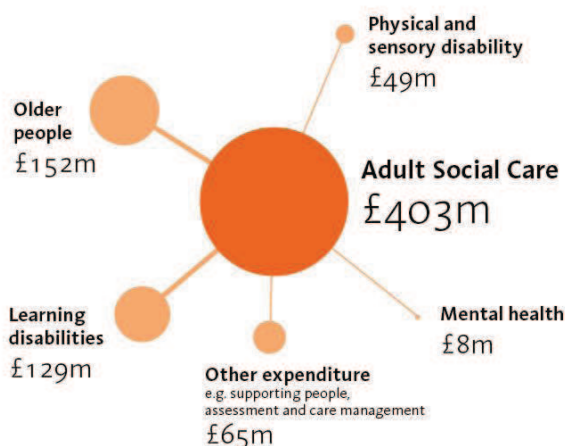 Physical and
sensory disability
£49m
Older
people
£152m
Adult Social Care
£403m
Learning
disabilities
£129m
Mental health
£8m
Other expenditure
e.g. supporting people,
assessment and care management
£65m